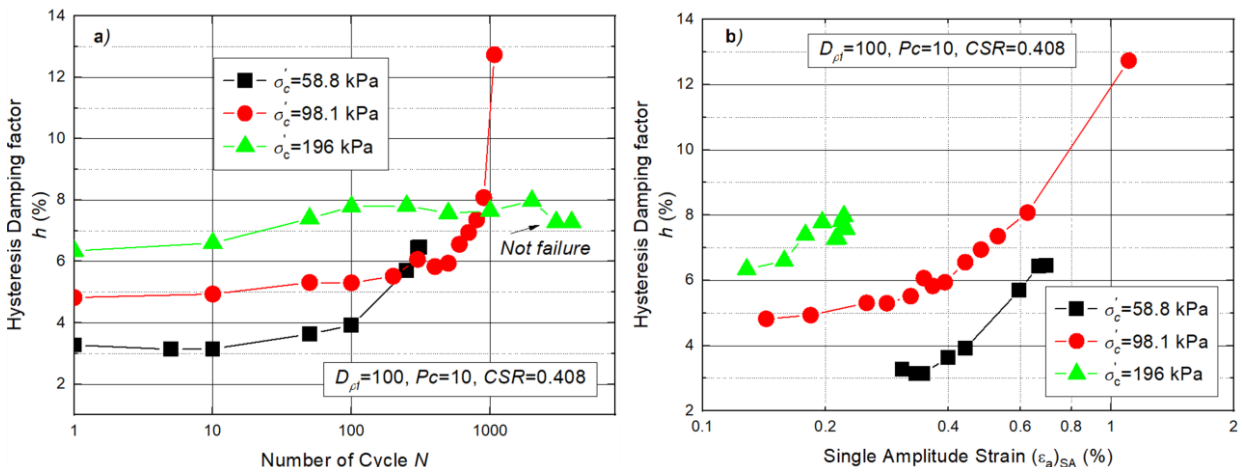 a)
σ'c=58.8 kPa
σ'c=98.1 kPa
σ'c=196 kPa
Not failure
Dρf=100, Pc=10, CSR=0.408
Hysteresis Damping factor
h (%)
14
12
10
8
6
4
2
1
10
100
1000
Number of Cycle N
b)
Dρf=100, Pc=10, CSR=0.408
σ'c=58.8 kPa
σ'c=98.1 kPa
σ'c=196 kPa
Hysteresis Damping factor
h (%)
14
12
10
8
6
4
2
0.1
0.2
0.4
0.6
0.8
1
2
Single Amplitude Strain (εa)SA (%)